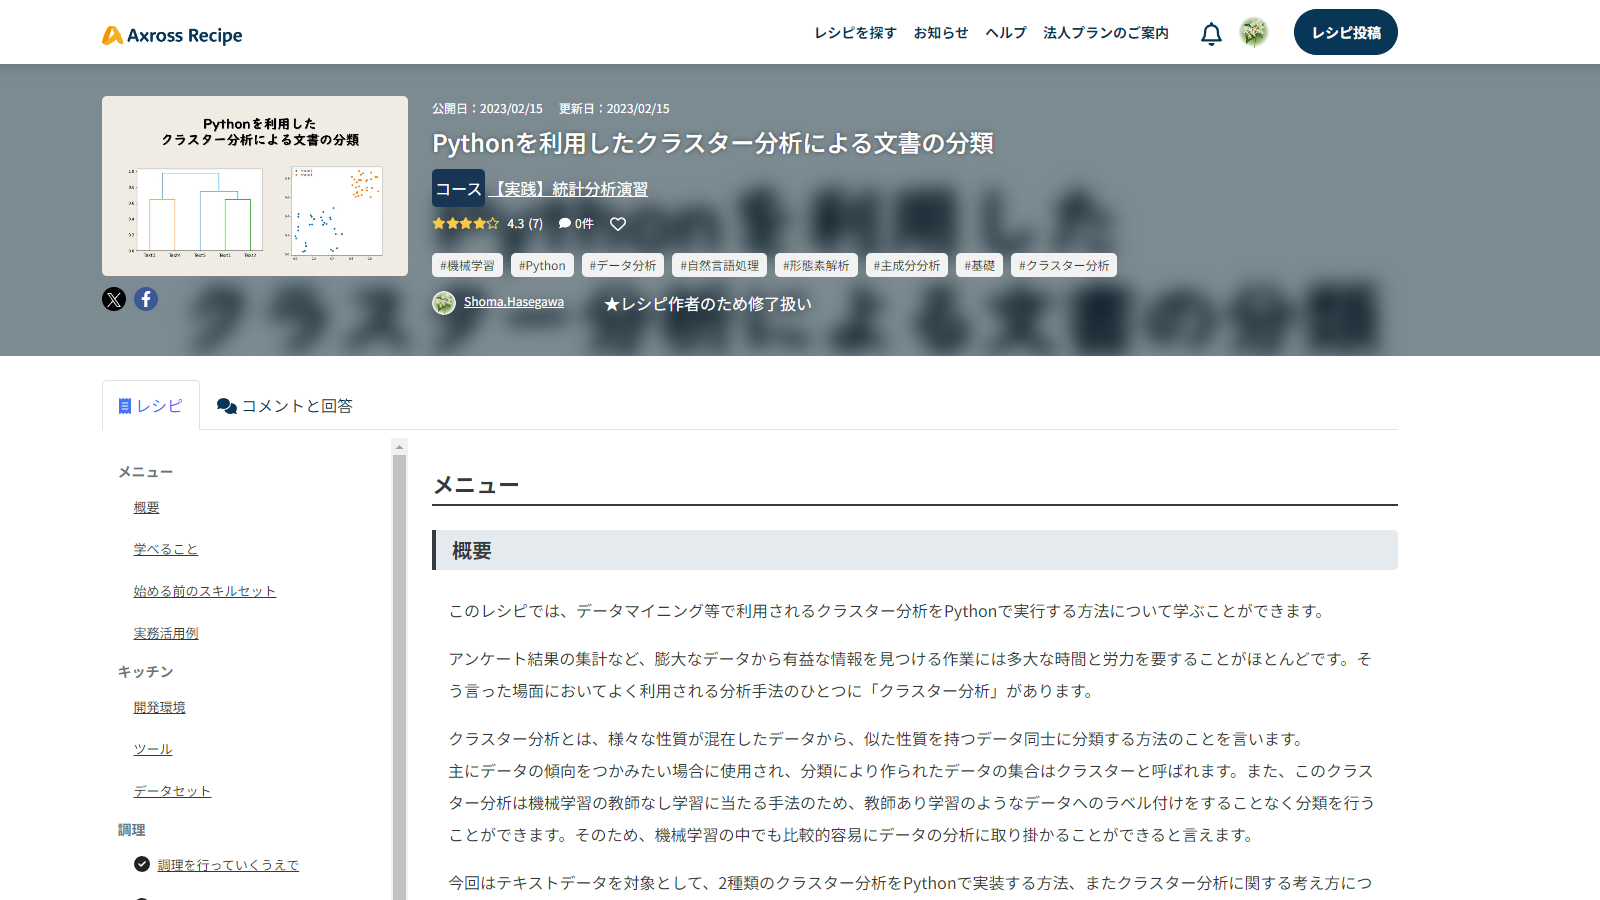 Axross Recipe
レシピを探す お知らせ ヘルプ 法人プランのご案内 レシピ投稿
Pythonを利用した
クラスター分析による文書の分類
公開日：2023/02/15 更新日：2023/02/15
Pythonを利用したクラスター分析による文書の分類
コース 【実践】統計分析演習
4.3 (7) 0件
#機械学習 #Python #データ分析 #自然言語処理 #形態素解析 #主成分分析 #基礎 #クラスター分析
Shoma.Hasegawa ★レシピ作者のため修了扱い
レシピ コメントと回答
メニュー
概要
学べること
始める前のスキルセット
実務活用例
キッチン
開発環境
ツール
データセット
調理
調理を行っていくうえで
メニュー
概要
このレシピでは、データマイニング等で利用されるクラスター分析をPythonで実行する方法について学ぶことができます。
アンケート結果の集計など、膨大なデータから有益な情報を見つける作業には多大な時間と労力を要することがほとんどです。そ
う言った場面においてよく利用される分析手法のひとつに「クラスター分析」があります。
クラスター分析とは、様々な性質が混在したデータから、似た性質を持つデータ同士に分類する方法のことを言います。
主にデータの傾向をつかみたい場合に使用され、分類により作られたデータの集合はクラスターと呼ばれます。また、このクラス
ター分析は機械学習の教師なし学習に当たる手法のため、教師あり学習のようなデータへのラベル付けをすることなく分類を行う
ことができます。そのため、機械学習の中でも比較的容易にデータの分析に取り掛かることができると言えます。
今回はテキストデータを対象として、2種類のクラスター分析をPythonで実装する方法、またクラスター分析に関する考え方につ